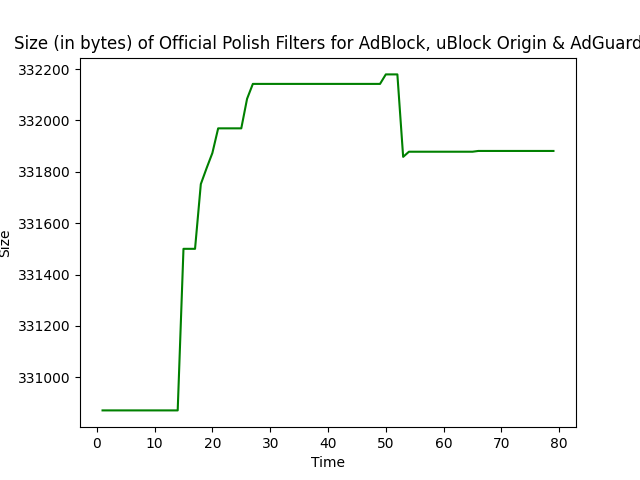 Size (in bytes) of Official Polish Filters for AdBlock, uBlock Origin & AdGuard
332200
332000
331800
331600
331400
331200
331000
Size
0 10 20 30 40 50 60 70 80
Time